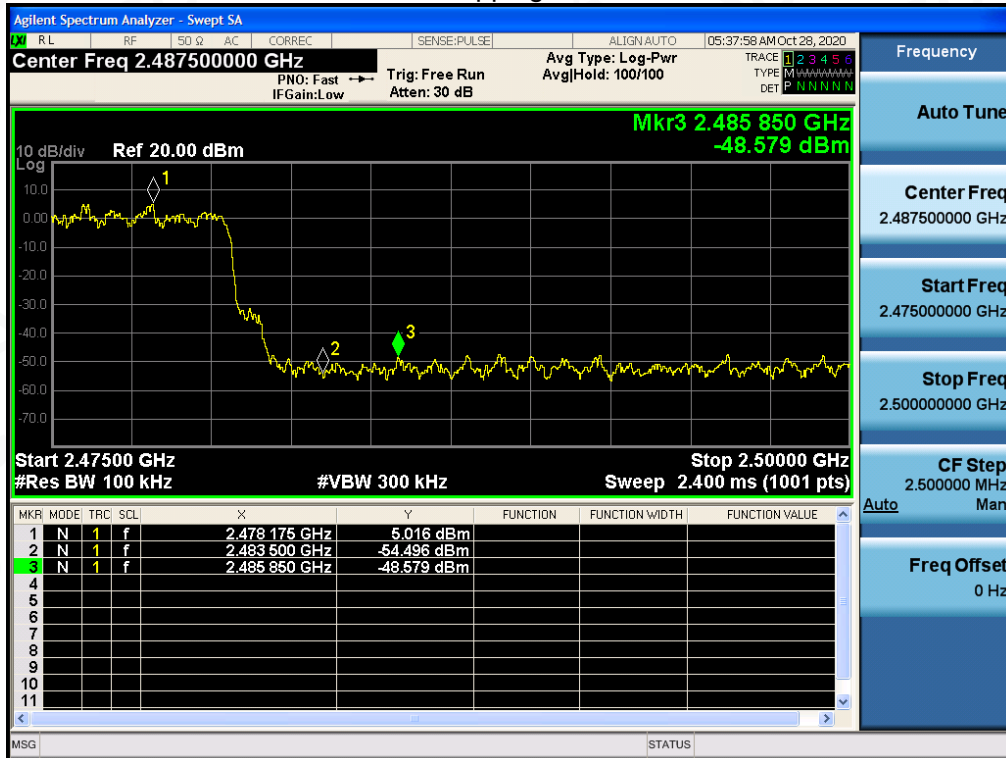 Agilent Spectrum Analyzer - Swept SA
LXI RL RF 50 Ω AC CORREC SENSE:PULSE ALIGN AUTO 05:37:58 AM Oct 28, 2020
Center Freq 2.487500000 GHz
PNO: Fast
IFGain:Low
Trig: Free Run
Atten: 30 dB
Avg Type: Log-Pwr
Avg|Hold: 100/100
TRACE 1 2 3 4 5 6
TYPE M
DET P N N N N N
Mkr3 2.485 850 GHz
-48.579 dBm
10 dB/div Ref 20.00 dBm
Log
10.0
0.00
-10.0
-20.0
-30.0
-40.0
-50.0
-60.0
-70.0
1
2
3
Start 2.47500 GHz Stop 2.50000 GHz
#Res BW 100 kHz #VBW 300 kHz Sweep 2.400 ms (1001 pts)
MKR MODE TRC SCL X Y FUNCTION FUNCTION WIDTH FUNCTION VALUE
1 N 1 f 2.478 175 GHz 5.016 dBm
2 N 1 f 2.483 500 GHz -54.496 dBm
3 N 1 f 2.485 850 GHz -48.579 dBm
4
5
6
7
8
9
10
11
MSG STATUS
Frequency
Auto Tune
Center Freq
2.487500000 GHz
Start Freq
2.475000000 GHz
Stop Freq
2.500000000 GHz
CF Step
2.500000 MHz
Auto Man
Freq Offset
0 Hz